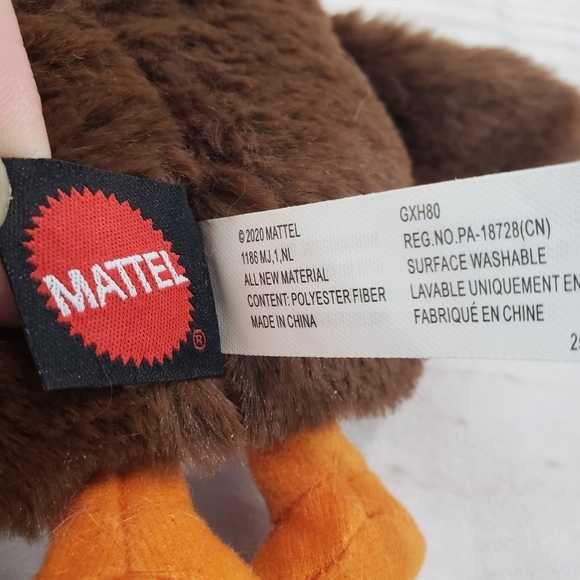 MATTEL
®
© 2020 MATTEL
1186 MJ,1,NL
ALL NEW MATERIAL
CONTENT: POLYESTER FIBER
MADE IN CHINA
GXH80
REG.NO.PA-18728(CN)
SURFACE WASHABLE
LAVABLE UNIQUEMENT EN
FABRIQUÉ EN CHINE